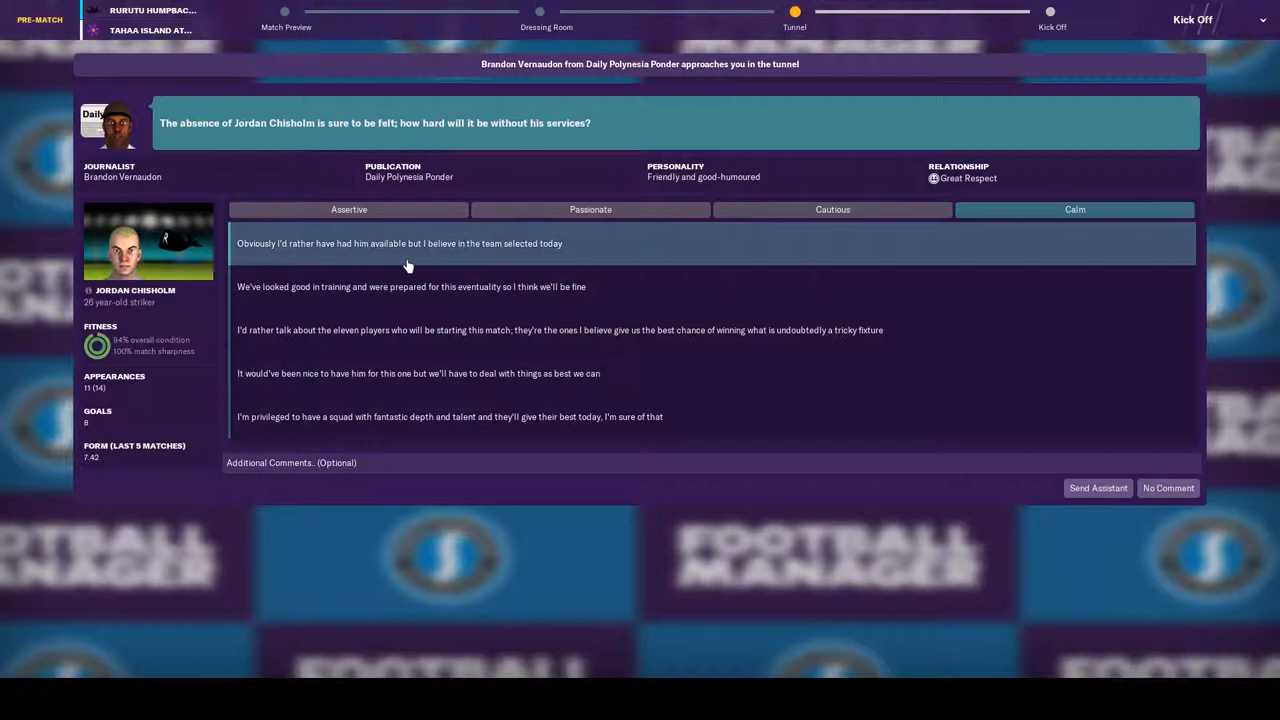 PRE-MATCH
RURUTU HUMPBAC...
TAHAA ISLAND AT...
Match Preview
Dressing Room
Tunnel
Kick Off
Kick Off
Brandon Vernaudon from Daily Polynesia Ponder approaches you in the tunnel
Daily
The absence of Jordan Chisholm is sure to be felt; how hard will it be without his services?
JOURNALIST
Brandon Vernaudon
PUBLICATION
Daily Polynesia Ponder
PERSONALITY
Friendly and good-humoured
RELATIONSHIP
Great Respect
Assertive
Passionate
Cautious
Calm
JORDAN CHISHOLM
26 year-old striker
FITNESS
94% overall condition
100% match sharpness
APPEARANCES
11 (14)
GOALS
8
FORM (LAST 5 MATCHES)
7.42
Obviously I'd rather have had him available but I believe in the team selected today
We've looked good in training and were prepared for this eventuality so I think we'll be fine
I'd rather talk about the eleven players who will be starting this match; they're the ones I believe give us the best chance of winning what is undoubtedly a tricky fixture
It would've been nice to have him for this one but we'll have to deal with things as best we can
I'm privileged to have a squad with fantastic depth and talent and they'll give their best today, I'm sure of that
Additional Comments.. (Optional)
Send Assistant
No Comment
OTBALL
NAGER
FOOTBALL
MANAGER
FOOTBALL